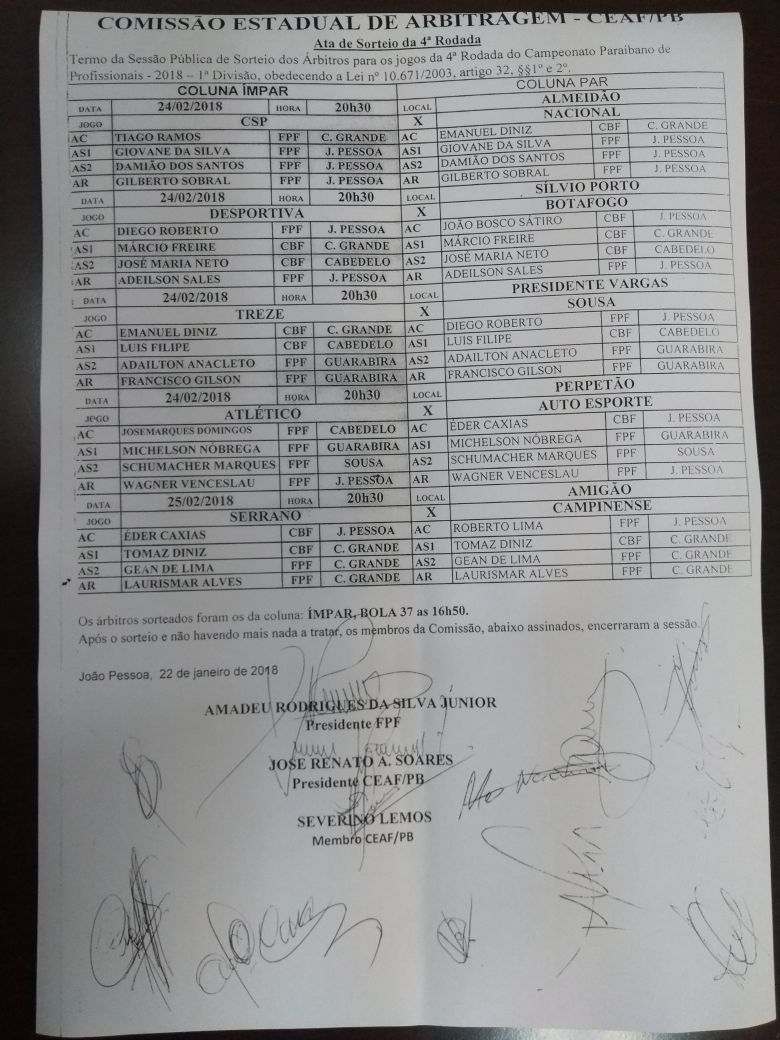 COMISSÃO ESTADUAL DE ARBITRAGEM - CEAF/PB
Ata de Sorteio da 4ª Rodada
Termo da Sessão Pública de Sorteio dos Árbitros para os jogos da 4ª Rodada do Campeonato Paraibano de
Profissionais - 2018 – 1ª Divisão, obedecendo a Lei nº 10.671/2003, artigo 32, §§1º e 2º.
COLUNA ÍMPAR COLUNA PAR
DATA 24/02/2018 HORA 20h30 LOCAL ALMEIDÃO
JOGO CSP X NACIONAL
AC TIAGO RAMOS FPF C. GRANDE AC EMANUEL DINIZ CBF C. GRANDE
AS1 GIOVANE DA SILVA FPF J. PESSOA AS1 GIOVANE DA SILVA FPF J. PESSOA
AS2 DAMIÃO DOS SANTOS FPF J. PESSOA AS2 DAMIÃO DOS SANTOS FPF J. PESSOA
AR GILBERTO SOBRAL FPF J. PESSOA AR GILBERTO SOBRAL FPF J. PESSOA
DATA 24/02/2018 HORA 20h30 LOCAL SÍLVIO PORTO
JOGO DESPORTIVA X BOTAFOGO
AC DIEGO ROBERTO FPF J. PESSOA AC JOÃO BOSCO SÁTIRO CBF J. PESSOA
AS1 MÁRCIO FREIRE CBF C. GRANDE AS1 MÁRCIO FREIRE CBF C. GRANDE
AS2 JOSÉ MARIA NETO CBF CABEDELO AS2 JOSÉ MARIA NETO CBF CABEDELO
AR ADEILSON SALES FPF J. PESSOA AR ADEILSON SALES FPF J. PESSOA
DATA 24/02/2018 HORA 20h30 LOCAL PRESIDENTE VARGAS
JOGO TREZE X SOUSA
AC EMANUEL DINIZ CBF C. GRANDE AC DIEGO ROBERTO FPF J. PESSOA
AS1 LUIS FILIPE CBF CABEDELO AS1 LUIS FILIPE CBF CABEDELO
AS2 ADAILTON ANACLETO FPF GUARABIRA AS2 ADAILTON ANACLETO FPF GUARABIRA
AR FRANCISCO GILSON FPF GUARABIRA AR FRANCISCO GILSON FPF GUARABIRA
DATA 24/02/2018 HORA 20h30 LOCAL PERPETÃO
JOGO ATLÉTICO X AUTO ESPORTE
AC JOSEMARQUES DOMINGOS FPF CABEDELO AC ÉDER CAXIAS CBF J. PESSOA
AS1 MICHELSON NÓBREGA FPF GUARABIRA AS1 MICHELSON NÓBREGA FPF GUARABIRA
AS2 SCHUMACHER MARQUES FPF SOUSA AS2 SCHUMACHER MARQUES FPF SOUSA
AR WAGNER VENCESLAU FPF J. PESSOA AR WAGNER VENCESLAU FPF J. PESSOA
DATA 25/02/2018 HORA 20h30 LOCAL AMIGÃO
JOGO SERRANO X CAMPINENSE
AC ÉDER CAXIAS CBF J. PESSOA AC ROBERTO LIMA FPF J. PESSOA
AS1 TOMAZ DINIZ CBF C. GRANDE AS1 TOMAZ DINIZ CBF C. GRANDE
AS2 GEAN DE LIMA FPF C. GRANDE AS2 GEAN DE LIMA FPF C. GRANDE
AR LAURISMAR ALVES FPF C. GRANDE AR LAURISMAR ALVES FPF C. GRANDE
Os árbitros sorteados foram os da coluna: ÍMPAR, BOLA 37 as 16h50.
Após o sorteio e não havendo mais nada a tratar, os membros da Comissão, abaixo assinados, encerraram a sessão.
João Pessoa, 22 de janeiro de 2018
AMADEU RODRIGUES DA SILVA JUNIOR
Presidente FPF
JOSE RENATO A. SOARES
Presidente CEAF/PB
SEVERINO LEMOS
Membro CEAF/PB